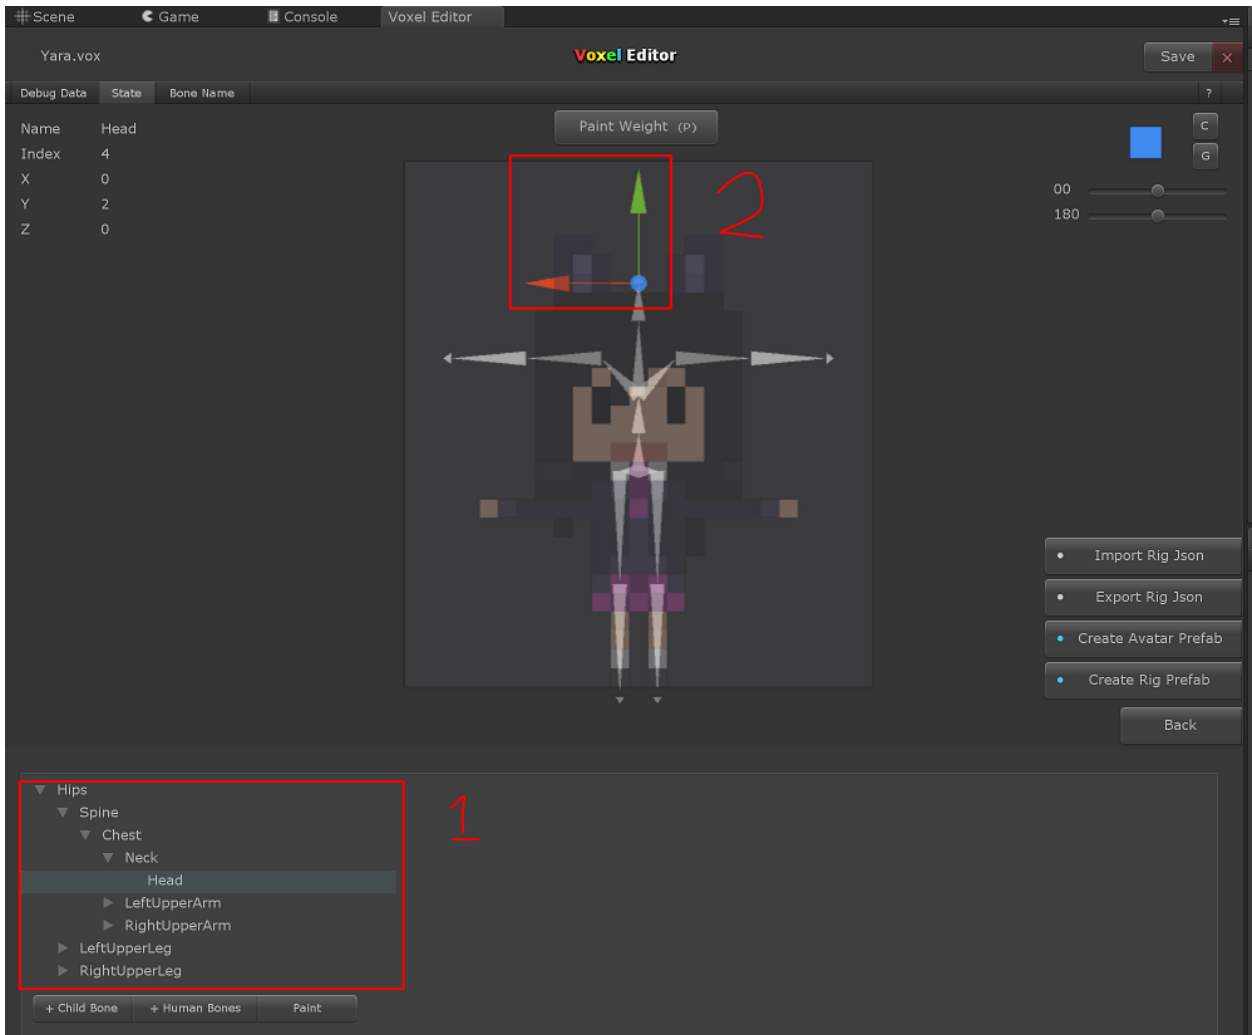 Scene Game Console Voxel Editor
Yara.vox Voxel Editor Save
Debug Data State Bone Name ?
Name Head
Index 4
X 0
Y 2
Z 0
Paint Weight (P)
C
G
00
180
2
Import Rig Json
Export Rig Json
Create Avatar Prefab
Create Rig Prefab
Back
1
Hips
Spine
Chest
Neck
Head
LeftUpperArm
RightUpperArm
LeftUpperLeg
RightUpperLeg
+ Child Bone + Human Bones Paint